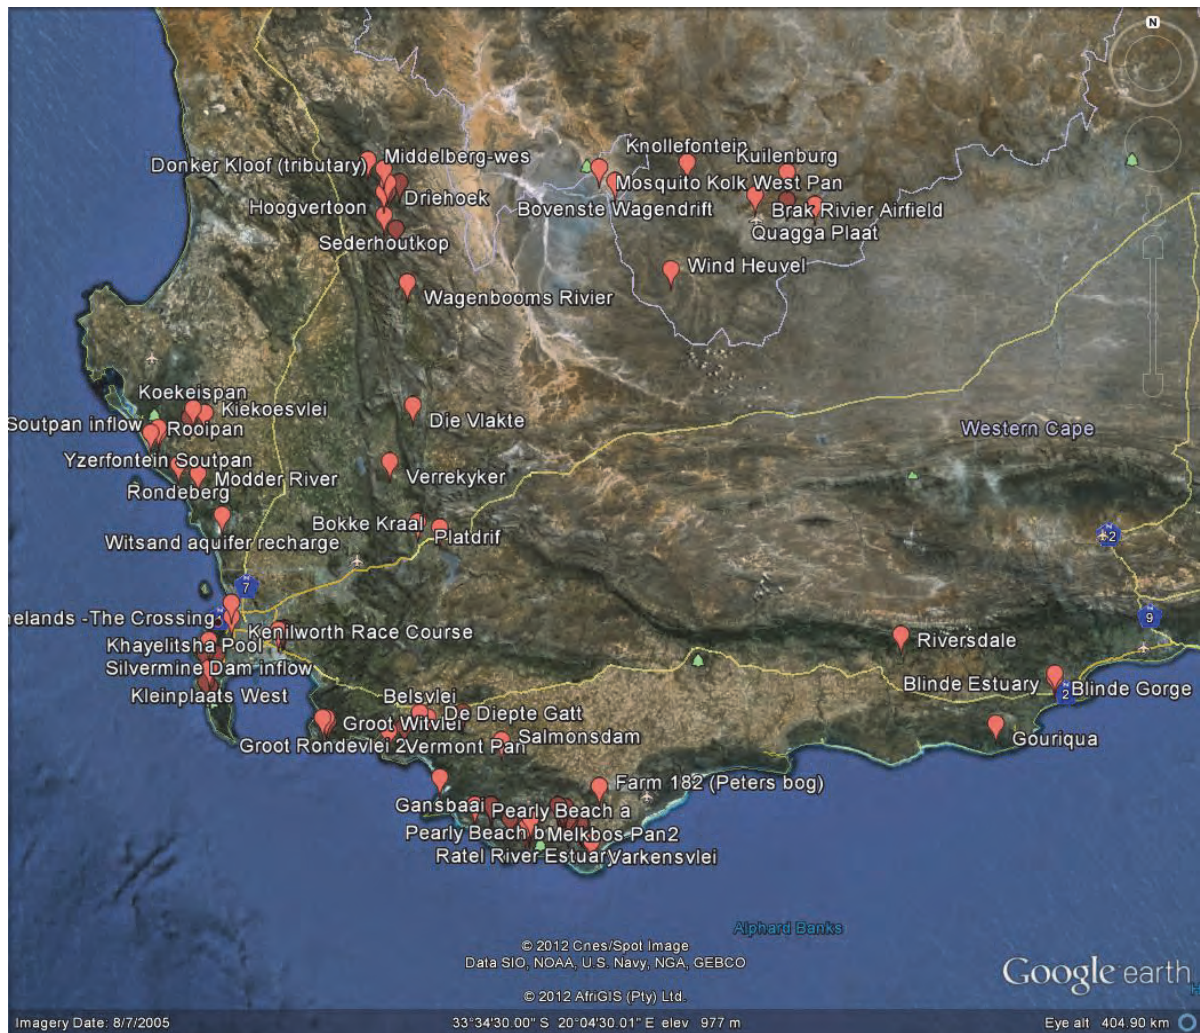 N
Knollefontein
Donker Kloof (tributary)
Middelberg-wes
Kuilenburg
Mosquito Kolk West Pan
Driehoek
Hoogvertoon
Bovenste Wagendrift
Brak Rivier Airfield
Quagga Plaat
Sederhoutkop
Wind Heuvel
Wagenbooms Rivier
Koekeispan
Kiekoesvlei
Soutpan inflow
Rooipan
Die Vlakte
Western Cape
Yzerfontein Soutpan
Modder River
Verrekyker
Rondeberg
Bokke Kraal
Platdrif
Witsand aquifer recharge
N
12
N
7
N
9
nelands -The Crossing
Kenilworth Race Course
Khayelitsha Pool
Riversdale
Silvermine Dam inflow
Blinde Estuary
N
2
Blinde Gorge
Kleinplaats West
Belsvlei
De Diepte Gatt
Groot Witvlei
Salmonsdam
Gouriqua
Groot Rondevlei 2
Vermont Pan
Farm 182 (Peters bog)
Gansbaai
Pearly Beach a
Pearly Beach b
Melkbos Pan2
Ratel River Estuary
Varkensvlei
Alphard Banks
© 2012 Cnes/Spot Image
Data SIO, NOAA, U.S. Navy, NGA, GEBCO
© 2012 AfriGIS (Pty) Ltd.
Google earth
Imagery Date: 8/7/2005
33°34'30.00" S 20°04'30.01" E elev 977 m
Eye alt 404.90 km